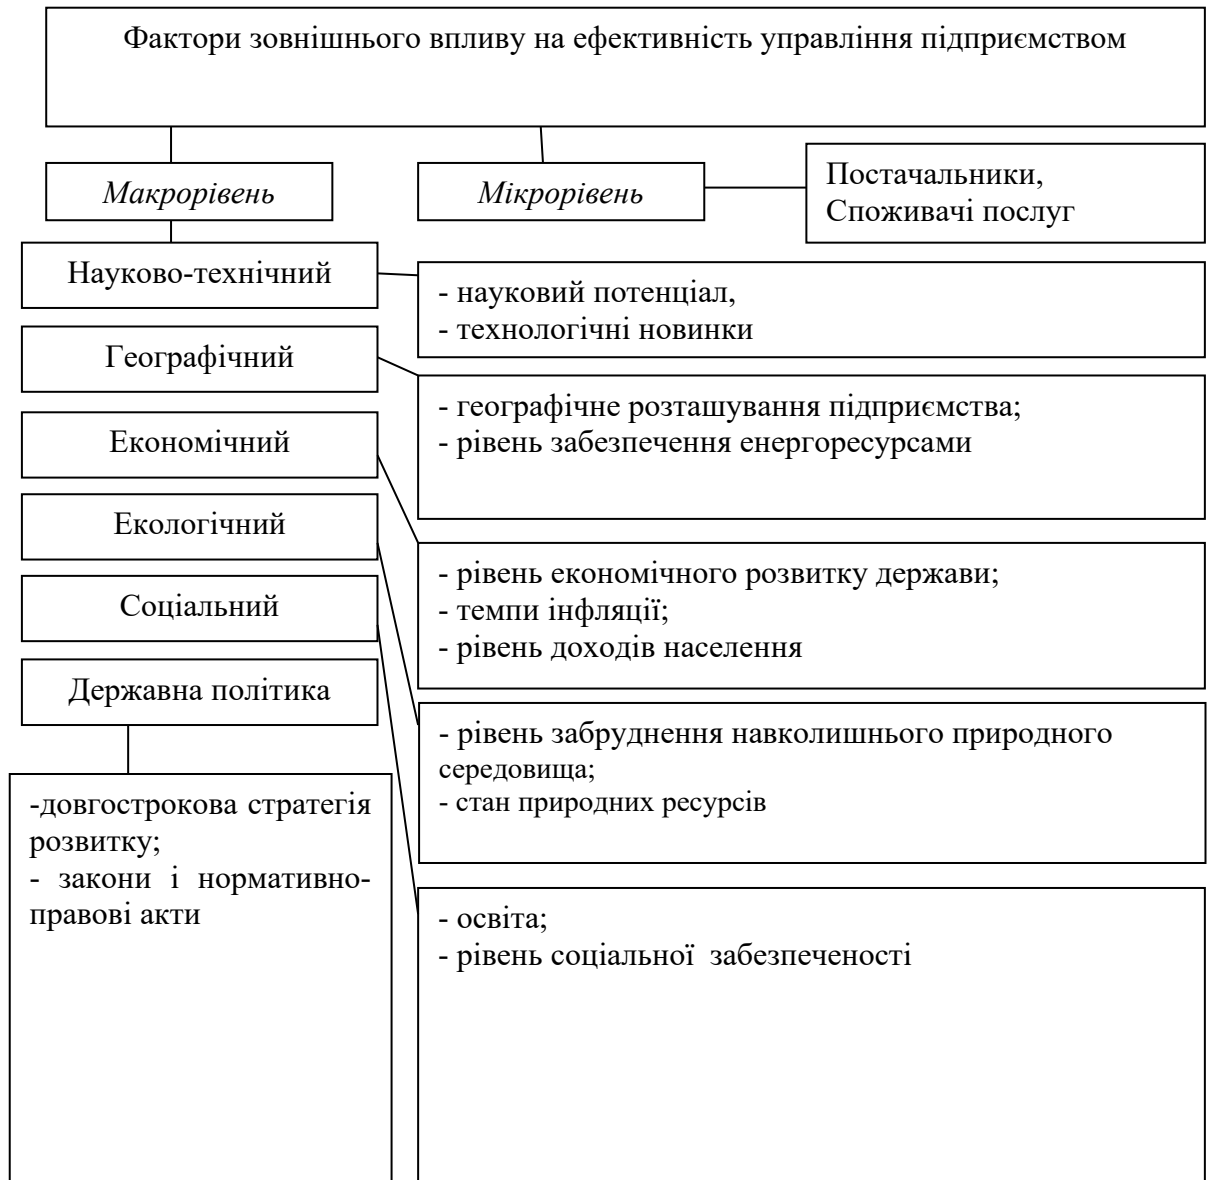 Фактори зовнішнього впливу на ефективність управління підприємством
Макрорівень
Мікрорівень
Постачальники,
Споживачі послуг
Науково-технічний
- науковий потенціал,
- технологічні новинки
Географічний
- географічне розташування підприємства;
- рівень забезпечення енергоресурсами
Економічний
- рівень економічного розвитку держави;
- темпи інфляції;
- рівень доходів населення
Екологічний
- рівень забруднення навколишнього природного
середовища;
- стан природних ресурсів
Соціальний
- освіта;
- рівень соціальної  забезпеченості
Державна політика
-довгострокова стратегія
розвитку;
- закони і нормативно-
правові акти